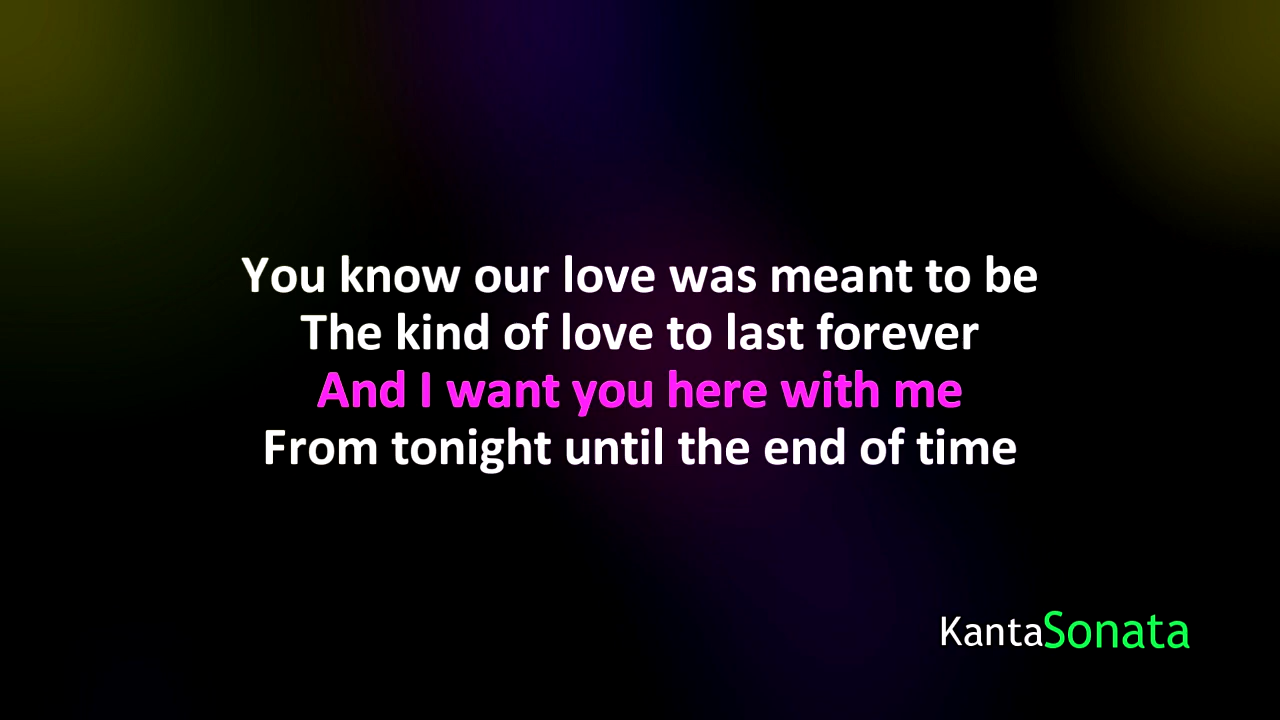 You know our love was meant to be
The kind of love to last forever
And I want you here with me
From tonight until the end of time
KantaSonata